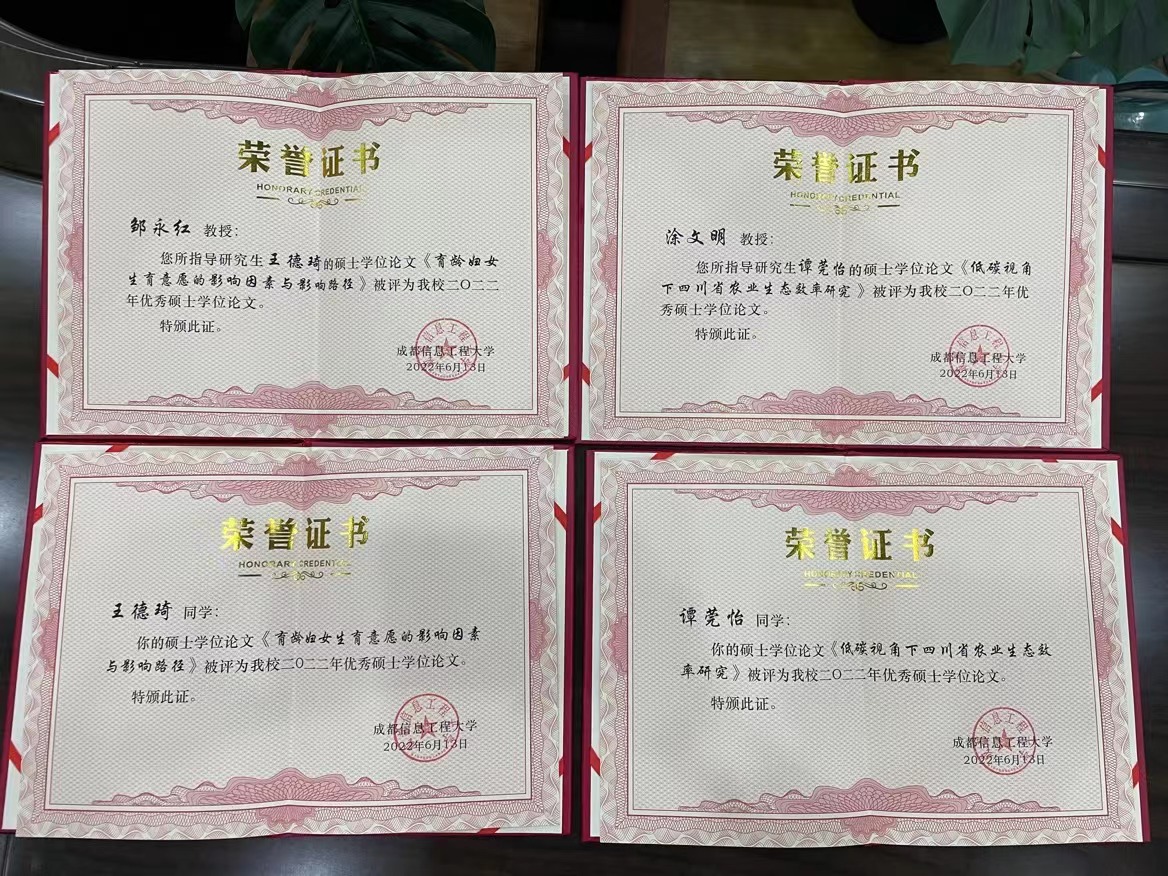 荣誉证书
HONORARY CREDENTIAL
邹永红 教授：
您所指导研究生王德琦的硕士学位论文《育龄妇女
生育意愿的影响因素与影响路径》被评为我校二〇二二
年优秀硕士学位论文。
特颁此证。
成都信息工程大学
2022年6月13日
荣誉证书
HONORARY CREDENTIAL
涂文明 教授：
您所指导研究生谭莞怡的硕士学位论文《低碳视角
下四川省农业生态效率研究》被评为我校二〇二二年优
秀硕士学位论文。
特颁此证。
成都信息工程大学
2022年6月13日
荣誉证书
HONORARY CREDENTIAL
王德琦 同学：
你的硕士学位论文《育龄妇女生育意愿的影响因素
与影响路径》被评为我校二〇二二年优秀硕士学位论文。
特颁此证。
成都信息工程大学
2022年6月13日
荣誉证书
HONORARY CREDENTIAL
谭莞怡 同学：
你的硕士学位论文《低碳视角下四川省农业生态效
率研究》被评为我校二〇二二年优秀硕士学位论文。
特颁此证。
成都信息工程大学
2022年6月13日